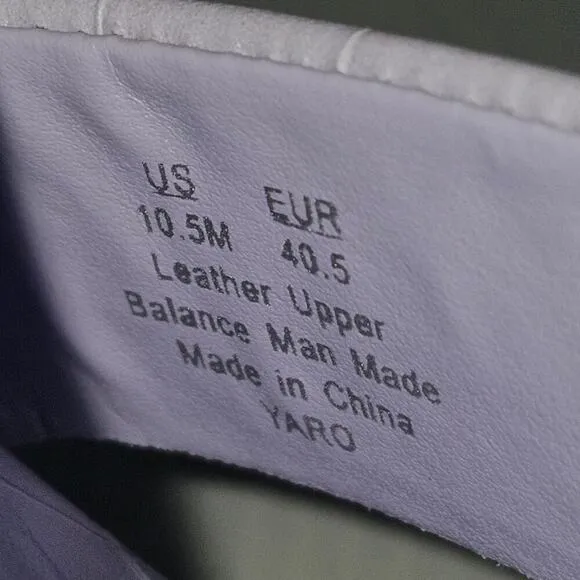 US EUR
10.5M 40.5
Leather Upper
Balance Man Made
Made in China
YARO